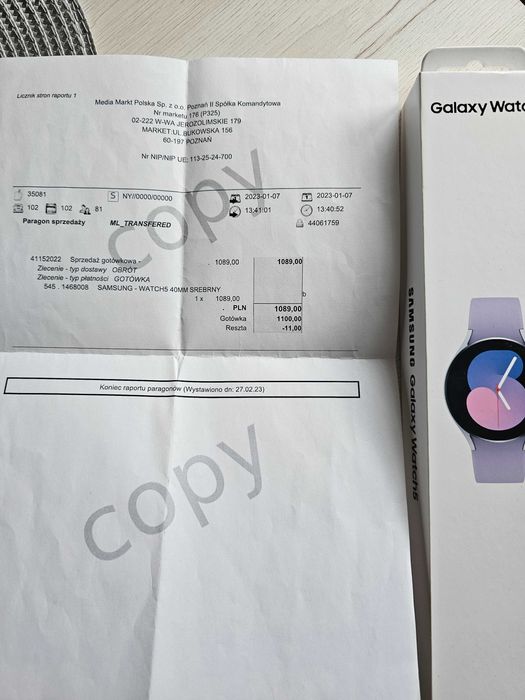 Licznik stron raportu 1
Media Markt Polska Sp. z o.o. Poznań II Spółka Komandytowa
Nr marketu 176 (P325)
02-222 W-WA JEROZOLIMSKIE 179
MARKET:UL.BUKOWSKA 156
60-197 POZNAŃ
Nr NIP/NIP UE: 113-25-24-700
35081 S NY//0000/00000 2023-01-07 2023-01-07
102 102 81 13:41:01 13:40:52
Paragon sprzedaży ML_TRANSFERED 44061759
41152022 Sprzedaż gotówkowa - . 1089,00 1089,00
Zlecenie - typ dostawy OBRÓT
Zlecenie - typ płatności GOTÓWKA
545 . 1468008 SAMSUNG - WATCH5 40MM SREBRNY
1 x 1089,00 b
. PLN 1089,00
Gotówka 1100,00
Reszta -11,00
copy
Koniec raportu paragonów (Wystawiono dn: 27.02.23)
copy
Galaxy Watc
SAMSUNG Galaxy Watch5